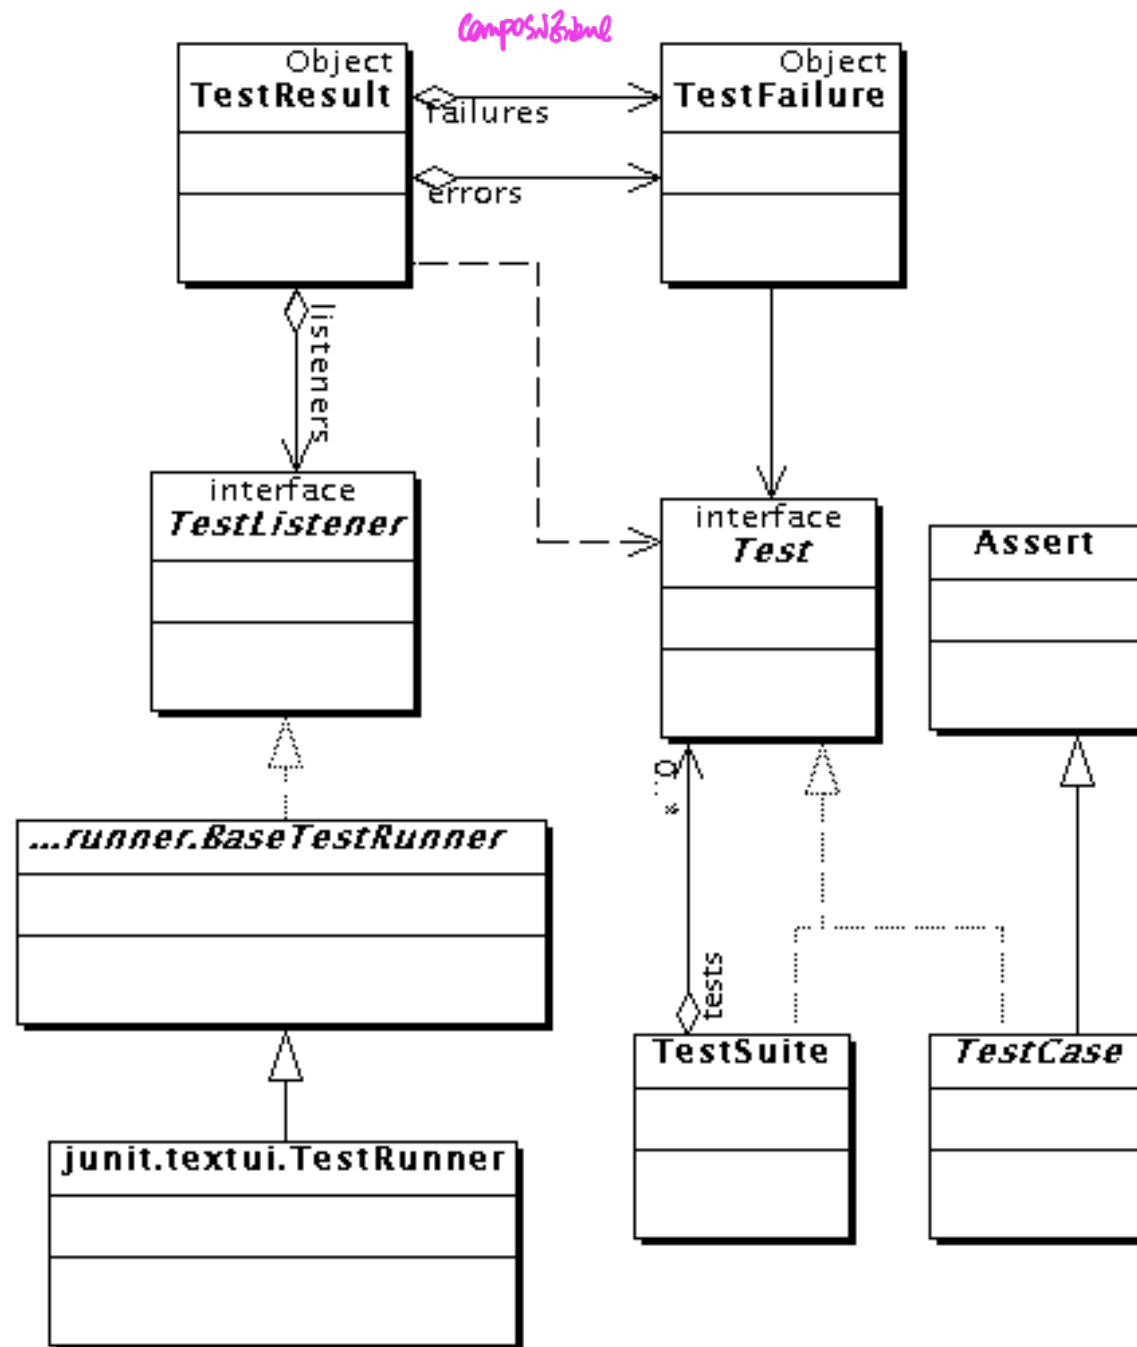 Object
TestResult
Object
TestFailure
failures
errors
listeners
interface
TestListener
interface
Test
Assert
0..*
...runner.BaseTestRunner
tests
TestSuite
TestCase
junit.textui.TestRunner